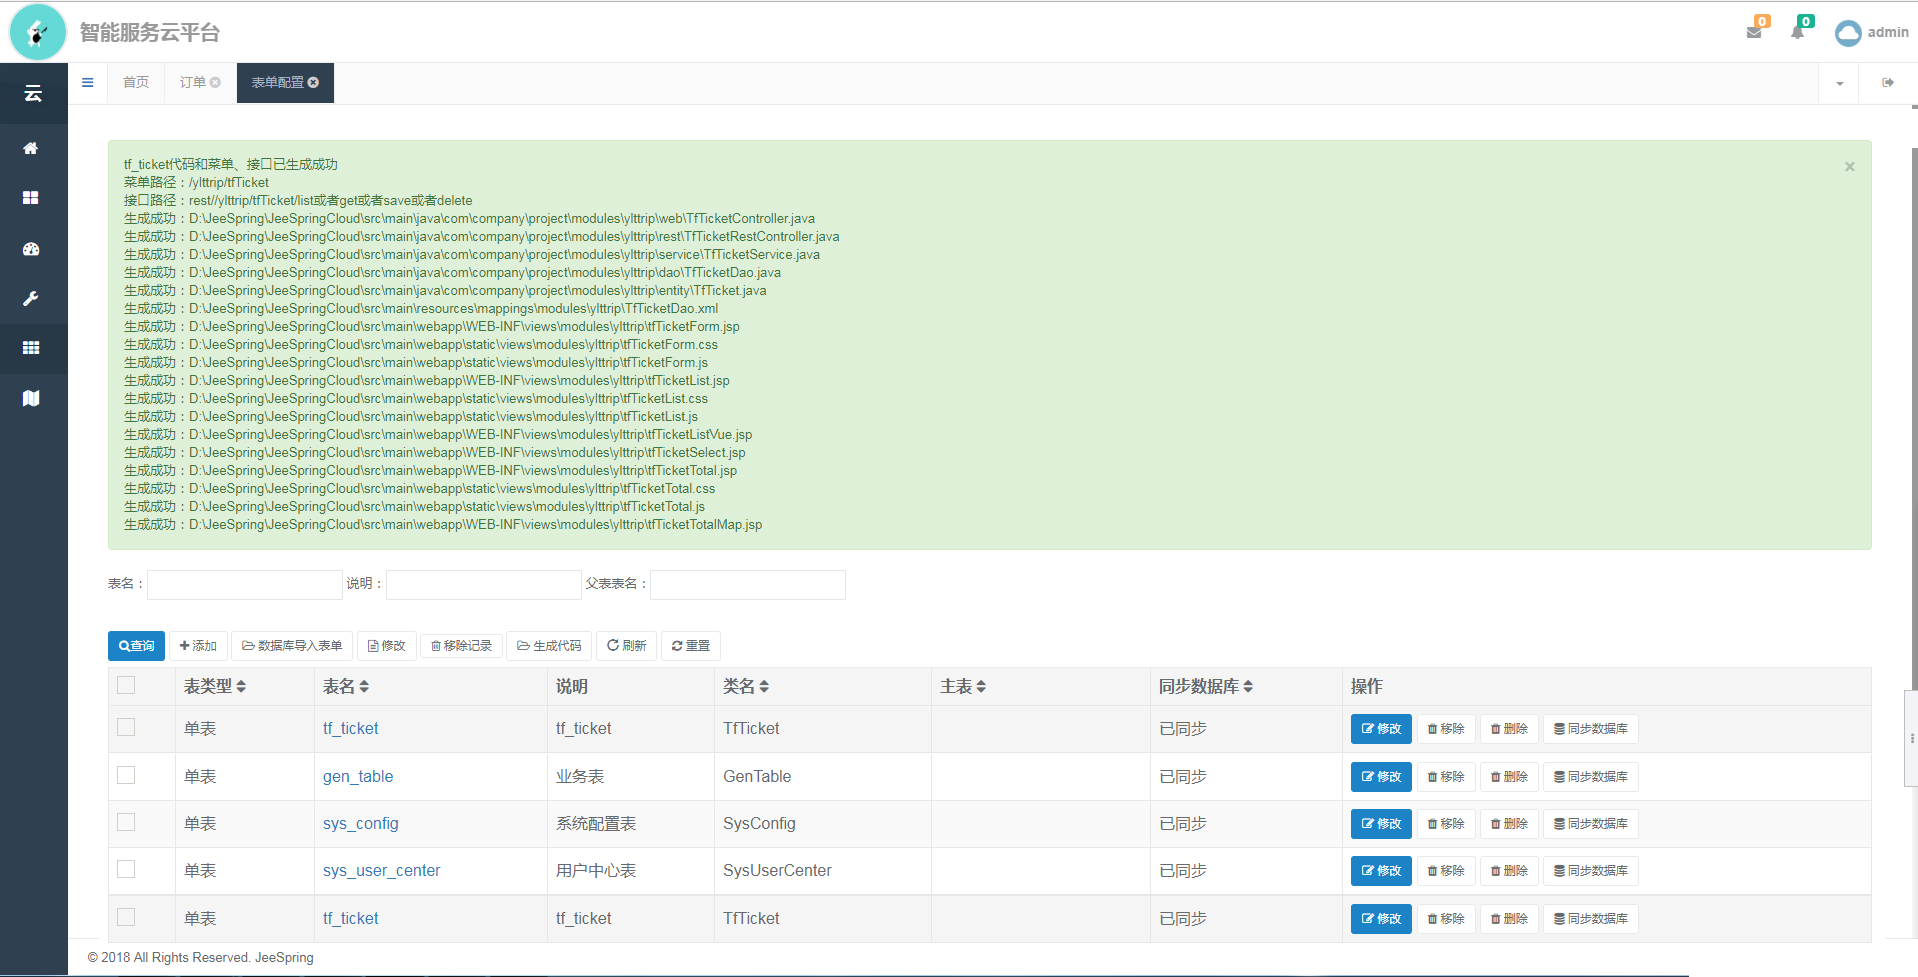 智能服务云平台
0
0
admin
云
首页
订单
表单配置
tf_ticket代码和菜单、接口已生成成功
菜单路径：/ylttrip/tfTicket
接口路径：rest//ylttrip/tfTicket/list或者get或者save或者delete
生成成功：D:\JeeSpring\JeeSpringCloud\src\main\java\com\company\project\modules\ylttrip\web\TfTicketController.java
生成成功：D:\JeeSpring\JeeSpringCloud\src\main\java\com\company\project\modules\ylttrip\rest\TfTicketRestController.java
生成成功：D:\JeeSpring\JeeSpringCloud\src\main\java\com\company\project\modules\ylttrip\service\TfTicketService.java
生成成功：D:\JeeSpring\JeeSpringCloud\src\main\java\com\company\project\modules\ylttrip\dao\TfTicketDao.java
生成成功：D:\JeeSpring\JeeSpringCloud\src\main\java\com\company\project\modules\ylttrip\entity\TfTicket.java
生成成功：D:\JeeSpring\JeeSpringCloud\src\main\resources\mappings\modules\ylttrip\TfTicketDao.xml
生成成功：D:\JeeSpring\JeeSpringCloud\src\main\webapp\WEB-INF\views\modules\ylttrip\tfTicketForm.jsp
生成成功：D:\JeeSpring\JeeSpringCloud\src\main\webapp\static\views\modules\ylttrip\tfTicketForm.css
生成成功：D:\JeeSpring\JeeSpringCloud\src\main\webapp\static\views\modules\ylttrip\tfTicketForm.js
生成成功：D:\JeeSpring\JeeSpringCloud\src\main\webapp\WEB-INF\views\modules\ylttrip\tfTicketList.jsp
生成成功：D:\JeeSpring\JeeSpringCloud\src\main\webapp\static\views\modules\ylttrip\tfTicketList.css
生成成功：D:\JeeSpring\JeeSpringCloud\src\main\webapp\static\views\modules\ylttrip\tfTicketList.js
生成成功：D:\JeeSpring\JeeSpringCloud\src\main\webapp\WEB-INF\views\modules\ylttrip\tfTicketListVue.jsp
生成成功：D:\JeeSpring\JeeSpringCloud\src\main\webapp\WEB-INF\views\modules\ylttrip\tfTicketSelect.jsp
生成成功：D:\JeeSpring\JeeSpringCloud\src\main\webapp\WEB-INF\views\modules\ylttrip\tfTicketTotal.jsp
生成成功：D:\JeeSpring\JeeSpringCloud\src\main\webapp\static\views\modules\ylttrip\tfTicketTotal.css
生成成功：D:\JeeSpring\JeeSpringCloud\src\main\webapp\static\views\modules\ylttrip\tfTicketTotal.js
生成成功：D:\JeeSpring\JeeSpringCloud\src\main\webapp\WEB-INF\views\modules\ylttrip\tfTicketTotalMap.jsp
表名： 说明： 父表表名：
查询 添加 数据库导入表单 修改 移除记录 生成代码 刷新 重置
表类型 表名 说明 类名 主表 同步数据库 操作
单表 tf_ticket tf_ticket TfTicket 已同步 修改 移除 删除 同步数据库
单表 gen_table 业务表 GenTable 已同步 修改 移除 删除 同步数据库
单表 sys_config 系统配置表 SysConfig 已同步 修改 移除 删除 同步数据库
单表 sys_user_center 用户中心表 SysUserCenter 已同步 修改 移除 删除 同步数据库
单表 tf_ticket tf_ticket TfTicket 已同步 修改 移除 删除 同步数据库
© 2018 All Rights Reserved. JeeSpring